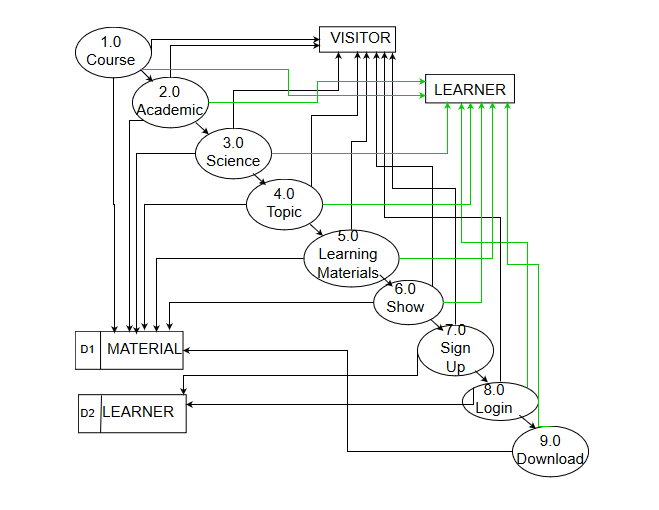 VISITOR
1.0
Course
LEARNER
2.0
Academic
3.0
Science
4.0
Topic
5.0
Learning
Materials
6.0
Show
7.0
Sign
Up
D1 MATERIAL
8.0
Login
D2 LEARNER
9.0
Download